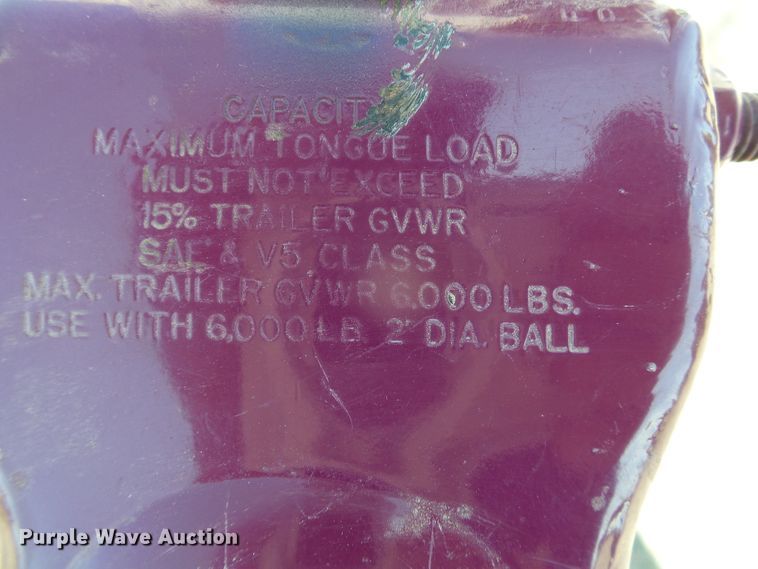 CAPACITY
MAXIMUM TONGUE LOAD
MUST NOT EXCEED
15% TRAILER GVWR
SAE & V5 CLASS
MAX. TRAILER GVWR 6,000 LBS.
USE WITH 6,000 LB. 2" DIA. BALL
Purple Wave Auction®